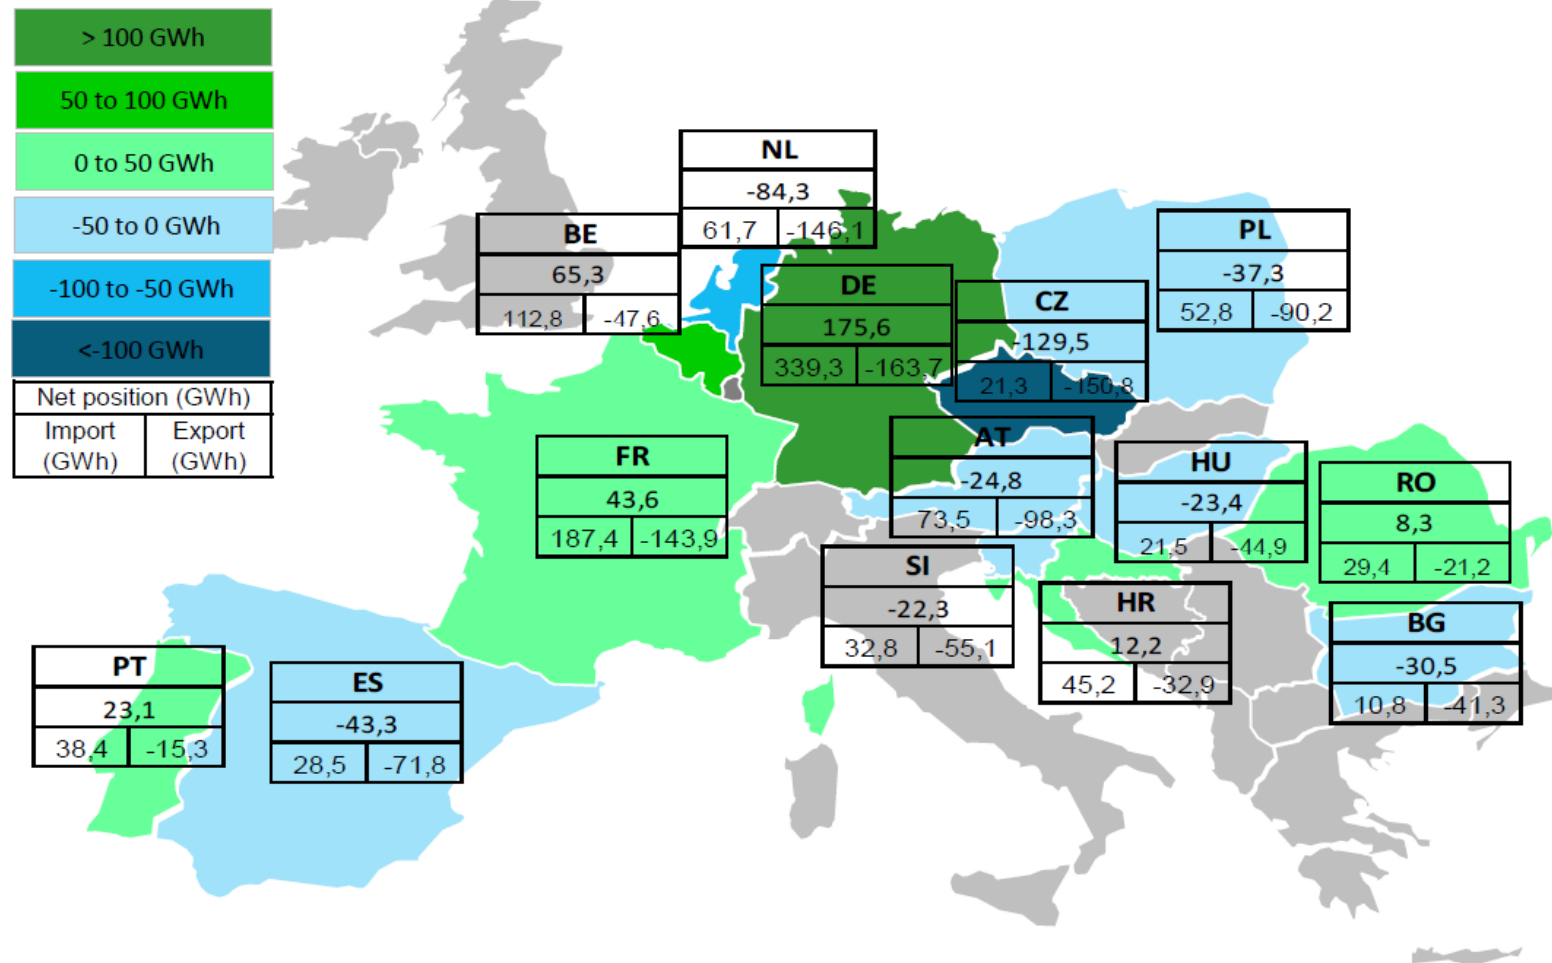 > 100 GWh
50 to 100 GWh
0 to 50 GWh
-50 to 0 GWh
-100 to -50 GWh
<-100 GWh
Net position (GWh)
Import (GWh)
Export (GWh)
NL
-84,3
61,7 -146,1
BE
65,3
112,8 -47,6
DE
175,6
339,3 -163,7
CZ
-129,5
21,3 -150,8
PL
-37,3
52,8 -90,2
FR
43,6
187,4 -143,9
AT
-24,8
73,5 -98,3
HU
-23,4
21,5 -44,9
RO
8,3
29,4 -21,2
SI
-22,3
32,8 -55,1
HR
12,2
45,2 -32,9
BG
-30,5
10,8 -41,3
PT
23,1
38,4 -15,3
ES
-43,3
28,5 -71,8